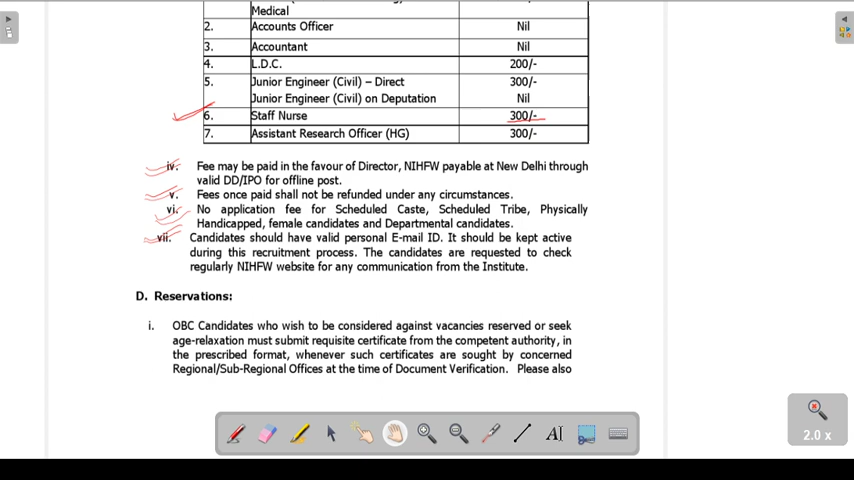 Medical
2. Accounts Officer Nil
3. Accountant Nil
4. L.D.C. 200/-
5. Junior Engineer (Civil) – Direct 300/-
Junior Engineer (Civil) on Deputation Nil
6. Staff Nurse 300/-
7. Assistant Research Officer (HG) 300/-
iv. Fee may be paid in the favour of Director, NIHFW payable at New Delhi through
valid DD/IPO for offline post.
v. Fees once paid shall not be refunded under any circumstances.
vi. No application fee for Scheduled Caste, Scheduled Tribe, Physically
Handicapped, female candidates and Departmental candidates.
vii. Candidates should have valid personal E-mail ID. It should be kept active
during this recruitment process. The candidates are requested to check
regularly NIHFW website for any communication from the Institute.
D. Reservations:
i. OBC Candidates who wish to be considered against vacancies reserved or seek
age-relaxation must submit requisite certificate from the competent authority, in
the prescribed format, whenever such certificates are sought by concerned
Regional/Sub-Regional Offices at the time of Document Verification. Please also
AI
2.0 x